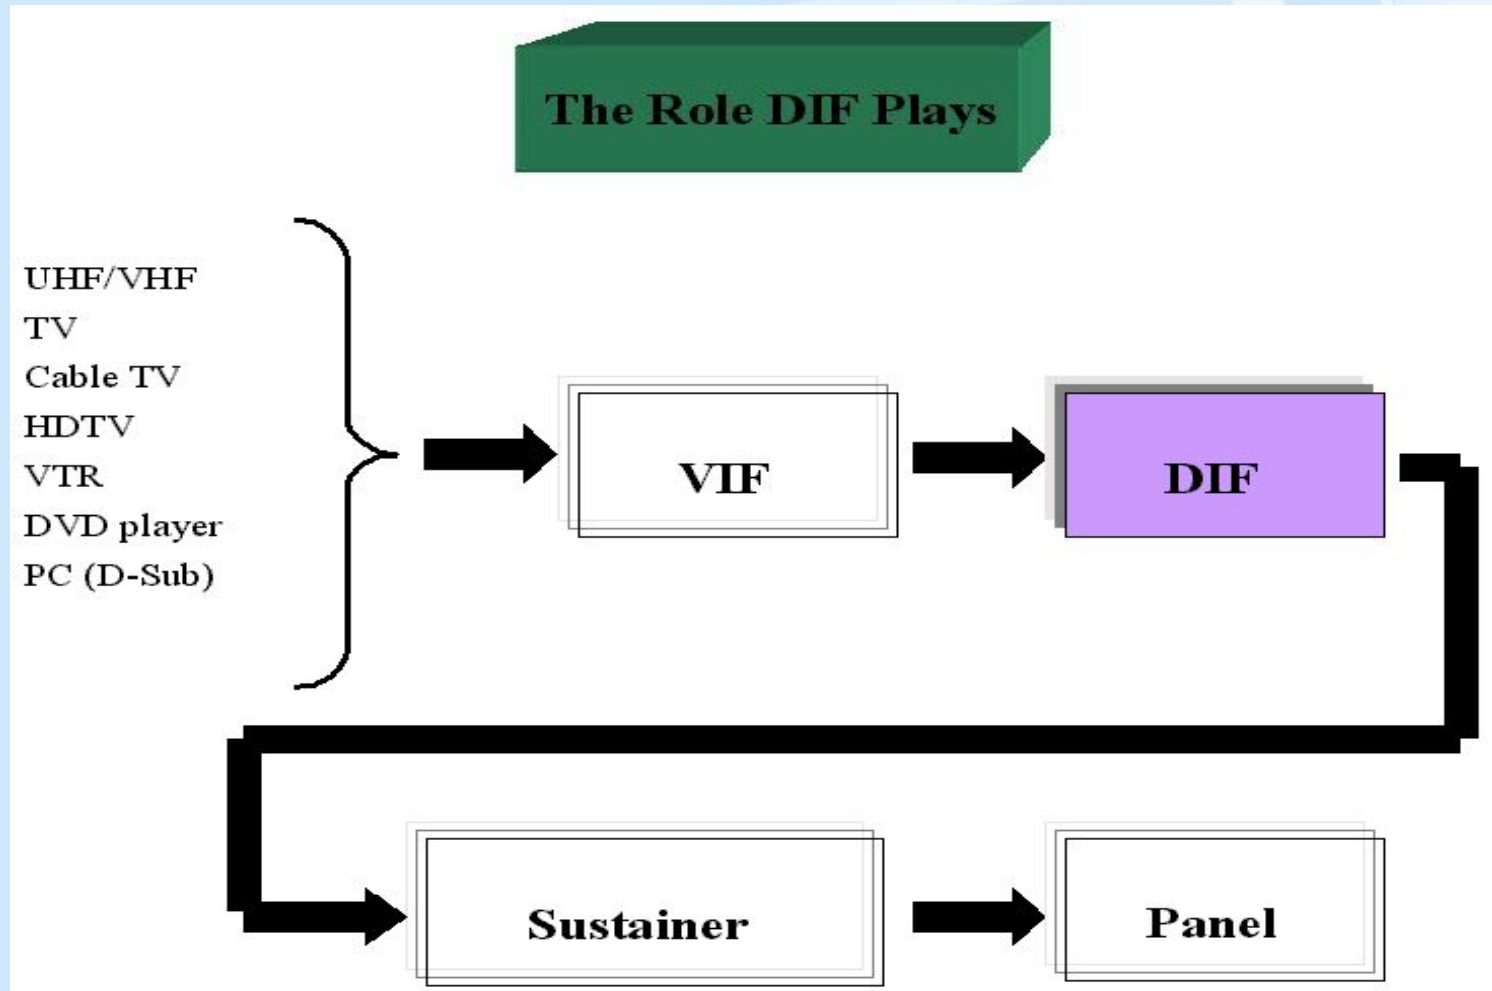 The Role DIF Plays
UHF/VHF
TV
Cable TV
HDTV
VTR
DVD player
PC (D-Sub)
VIF
DIF
Sustainer
Panel